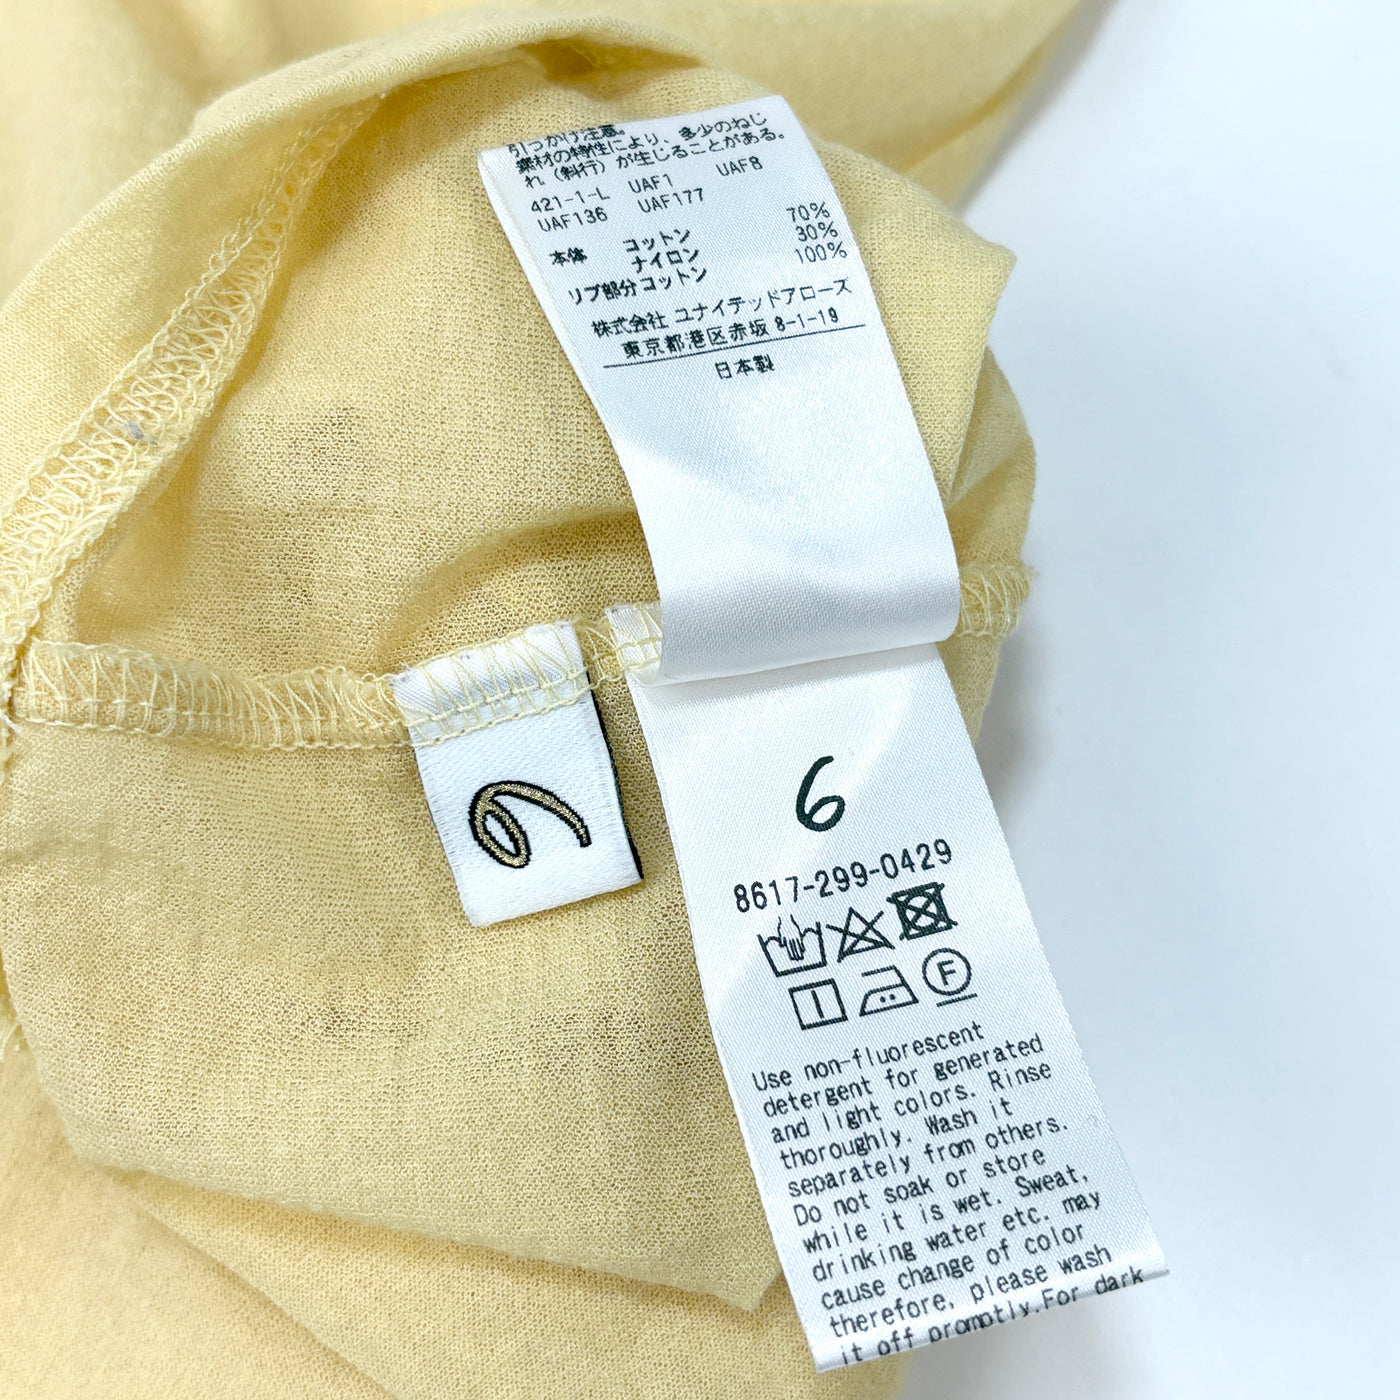 引っかけ注意。
素材の特性により、多少のねじ
れ（斜行）が生じることがある。
421-1-L UAF1 UAF8
UAF136 UAF177
本体 コットン 70%
ナイロン 30%
リブ部分コットン 100%
株式会社 ユナイテッドアローズ
東京都港区赤坂 8-1-19
日本製
6
6
8617-299-0429
F
Use non-fluorescent
detergent for generated
and light colors. Rinse
thoroughly. Wash it
separately from others.
Do not soak or store
while it is wet. Sweat,
drinking water etc. may
cause change of color
therefore, please wash
it off promptly.For dark